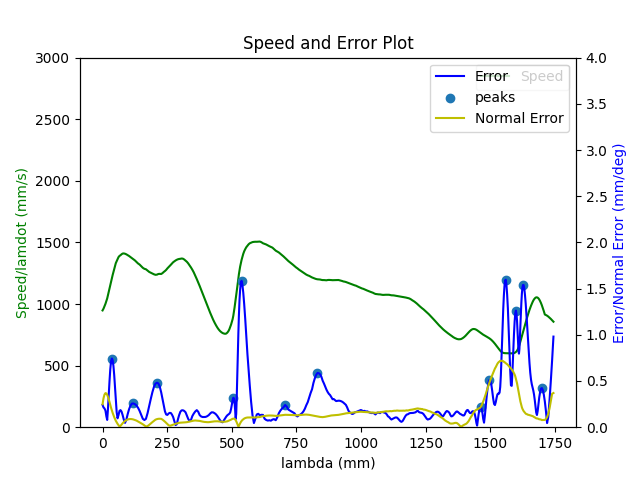 Speed and Error Plot
Speed/lamdot (mm/s)
3000
2500
2000
1500
1000
500
0
Error
Speed
peaks
Normal Error
4.0
3.5
3.0
2.5
2.0
1.5
1.0
0.5
0.0
Error/Normal Error (mm/deg)
0 250 500 750 1000 1250 1500 1750
lambda (mm)